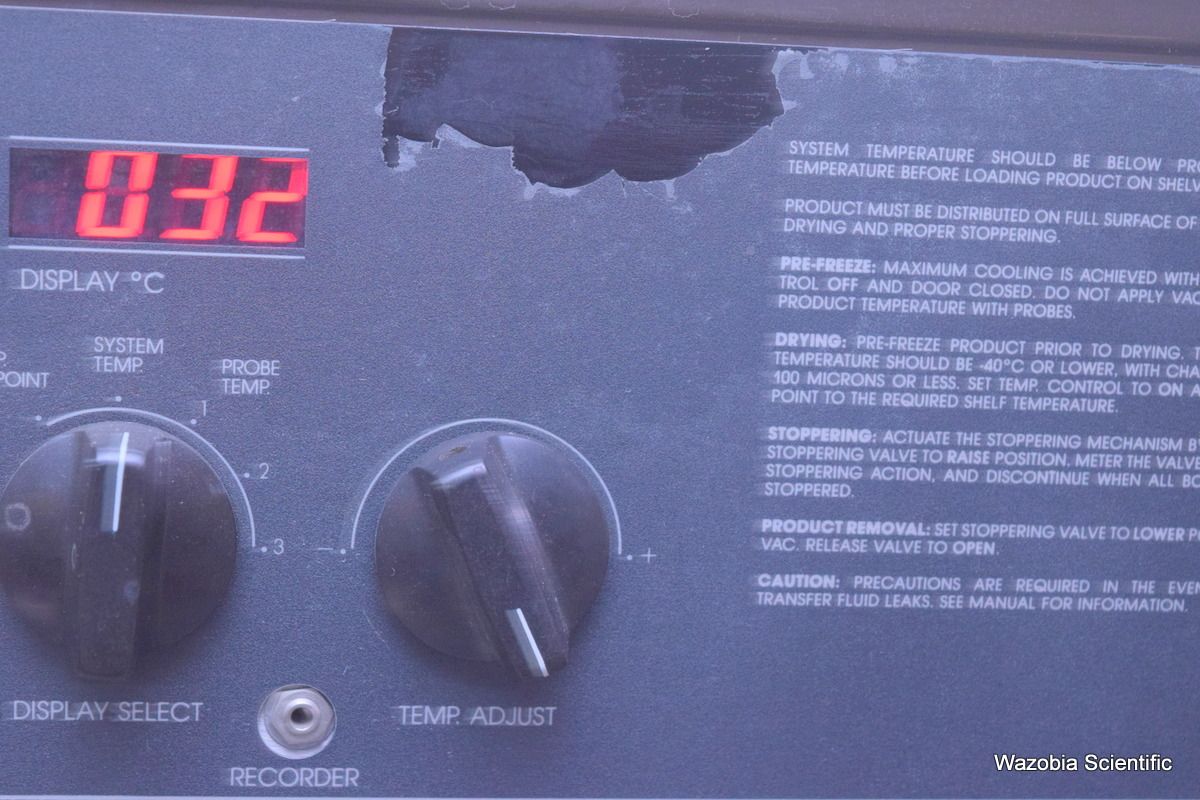 032
DISPLAY °C
SYSTEM
TEMP.
PROBE
TEMP.
POINT
1
2
3
- +
DISPLAY SELECT
TEMP. ADJUST
RECORDER
SYSTEM TEMPERATURE SHOULD BE BELOW
TEMPERATURE BEFORE LOADING PRODUCT ON
PRODUCT MUST BE DISTRIBUTED ON FULL SURFACE OF
DRYING AND PROPER STOPPERING.
PRE-FREEZE: MAXIMUM COOLING IS ACHIEVED WITH
TROL OFF AND DOOR CLOSED. DO NOT APPLY
PRODUCT TEMPERATURE WITH PROBES.
DRYING: PRE-FREEZE PRODUCT PRIOR TO DRYING.
TEMPERATURE SHOULD BE -40°C OR LOWER, WITH
100 MICRONS OR LESS. SET TEMP. CONTROL TO ON
POINT TO THE REQUIRED SHELF TEMPERATURE.
STOPPERING: ACTUATE THE STOPPERING MECHANISM BY
STOPPERING VALVE TO RAISE POSITION. METER THE
STOPPERING ACTION, AND DISCONTINUE WHEN ALL
STOPPERED.
PRODUCT REMOVAL: SET STOPPERING VALVE TO LOWER
VAC. RELEASE VALVE TO OPEN.
CAUTION: PRECAUTIONS ARE REQUIRED IN THE
TRANSFER FLUID LEAKS. SEE MANUAL FOR INFORMATION.
Wazobia Scientific